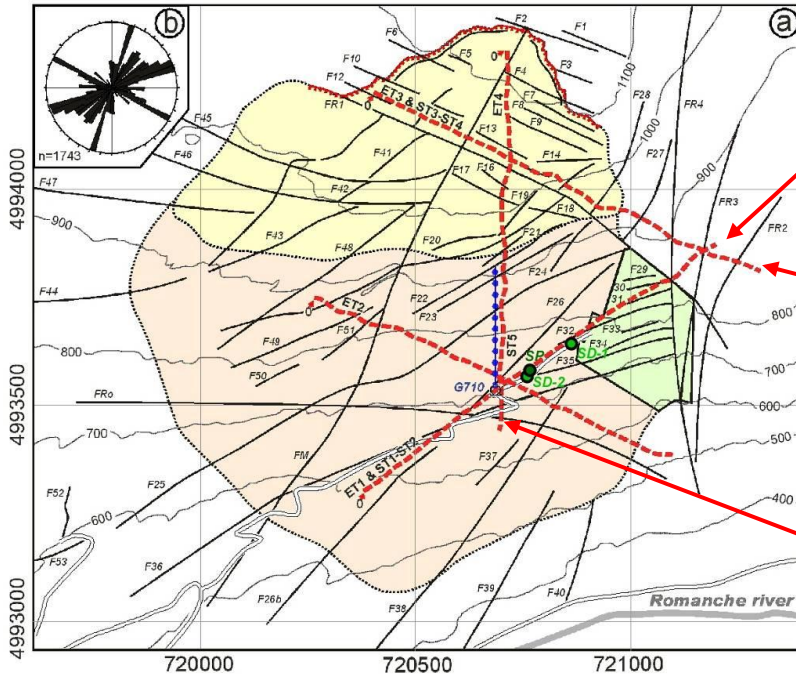 b
n=1743
a
F2
F1
F6
F5
F10
F12
FR1
0
0
ET3 & ST3-ST4
ET4
F4
F3
F7
F8
F9
F13
F14
F28
FR4
F27
1100
1000
900
F45
F46
F41
F42
F17
F16
F19
F18
F47
900
F43
F48
F20
F21
F24
FR3
FR2
F44
ET2
0
F22
F23
F26
F29
30
31
800
F49
F51
F50
800
ST5
F32
F33
F34
F35
SP
SD-1
SD-2
G710
700
600
500
FRo
700
FM
F25
ET1 & ST1-ST2
0
F37
400
F52
600
F53
F36
F26b
F38
F39
F40
Romanche river
4994000
4993500
4993000
720000
720500
721000